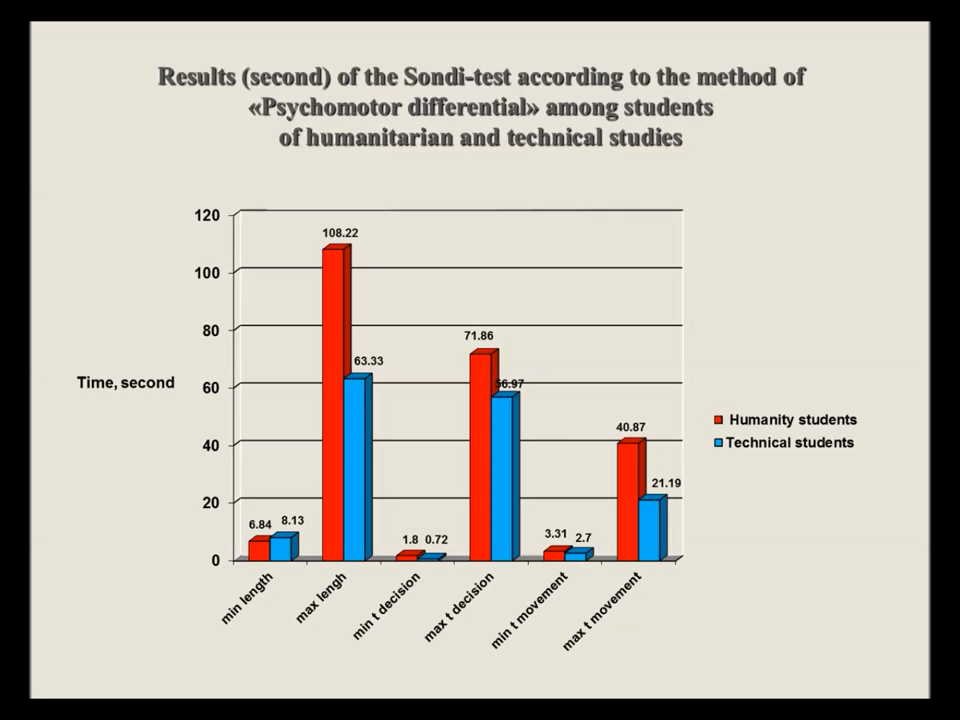 Results (second) of the Sondi-test according to the method of
«Psychomotor differential» among students
of humanitarian and technical studies
120
100
80
60
40
20
0
Time, second
108.22
63.33
71.86
56.97
40.87
21.19
6.84
8.13
1.8
0.72
3.31
2.7
min length
max lengh
min t decision
max t decision
min t movement
max t movement
Humanity students
Technical students